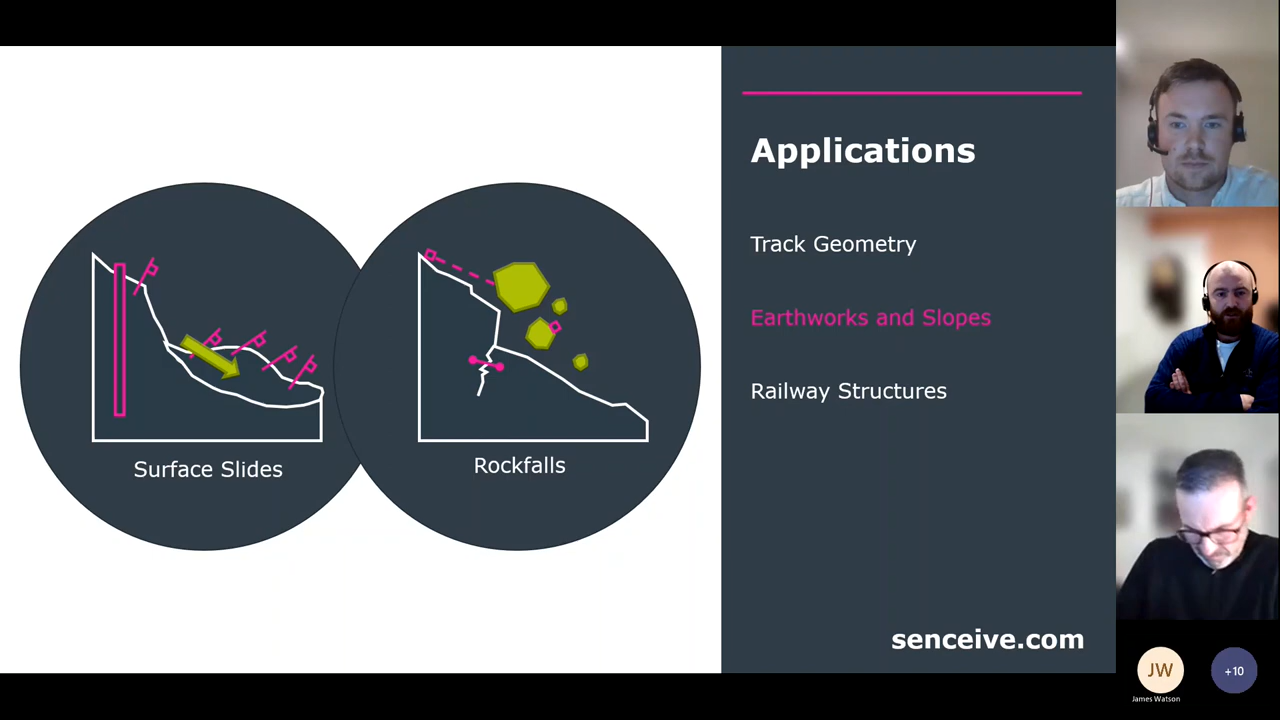 Applications
Track Geometry
Earthworks and Slopes
Railway Structures
Surface Slides
Rockfalls
senceive.com
JW
James Watson
+10